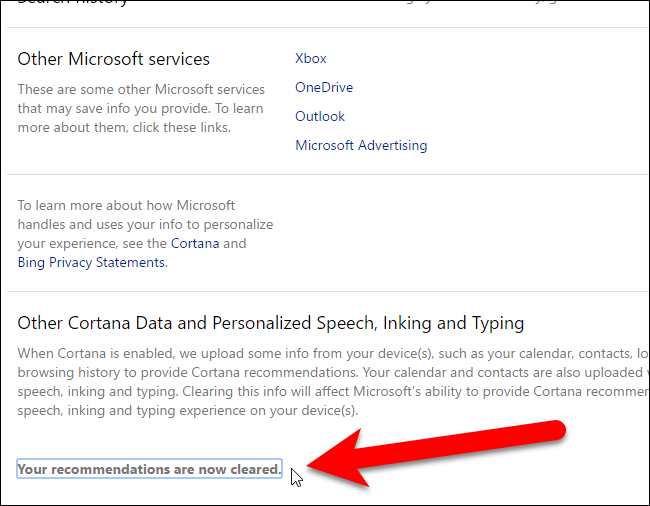 Search history
Other Microsoft services
Xbox
These are some other Microsoft services
that may save info you provide. To learn
more about them, click these links.
OneDrive
Outlook
Microsoft Advertising
To learn more about how Microsoft
handles and uses your info to personalize
your experience, see the Cortana and
Bing Privacy Statements.
Other Cortana Data and Personalized Speech, Inking and Typing
When Cortana is enabled, we upload some info from your device(s), such as your calendar, contacts, lo
browsing history to provide Cortana recommendations. Your calendar and contacts are also uploaded
speech, inking and typing. Clearing this info will affect Microsoft's ability to provide Cortana recommen
speech, inking and typing experience on your device(s).
Your recommendations are now cleared.